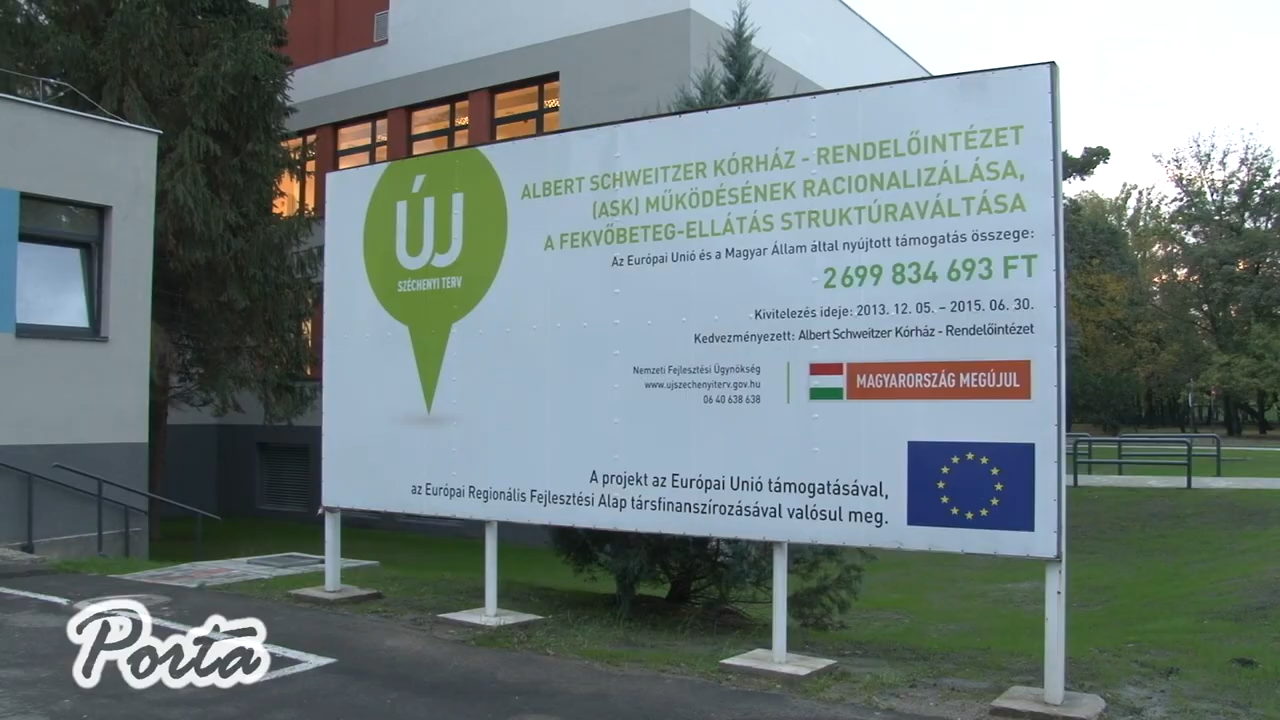 ÚJ
SZÉCHENYI TERV
ALBERT SCHWEITZER KÓRHÁZ - RENDELŐINTÉZET
(ASK) MŰKÖDÉSÉNEK RACIONALIZÁLÁSA,
A FEKVŐBETEG-ELLÁTÁS STRUKTÚRAVÁLTÁSA
Az Európai Unió és a Magyar Állam által nyújtott támogatás összege:
2 699 834 693 FT
Kivitelezés ideje: 2013. 12. 05. – 2015. 06. 30.
Kedvezményezett: Albert Schweitzer Kórház - Rendelőintézet
Nemzeti Fejlesztési Ügynökség
www.ujszechenyiterv.gov.hu
06 40 638 638
MAGYARORSZÁG MEGÚJUL
A projekt az Európai Unió támogatásával,
az Európai Regionális Fejlesztési Alap társfinanszírozásával valósul meg.
Porta